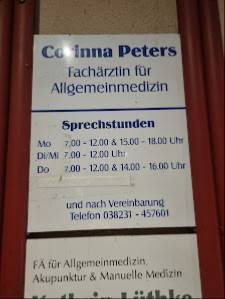 Corinna Peters
Fachärztin für
Allgemeinmedizin
Sprechstunden
Mo 7.00 - 12.00 & 15.00 - 18.00 Uhr
Di/Mi 7.00 - 12.00 Uhr
Do 7.00 - 12.00 & 14.00 - 16.00 Uhr
und nach Vereinbarung
Telefon 038231 - 457601
FÄ für Allgemeinmedizin,
Akupunktur & Manuelle Medizin